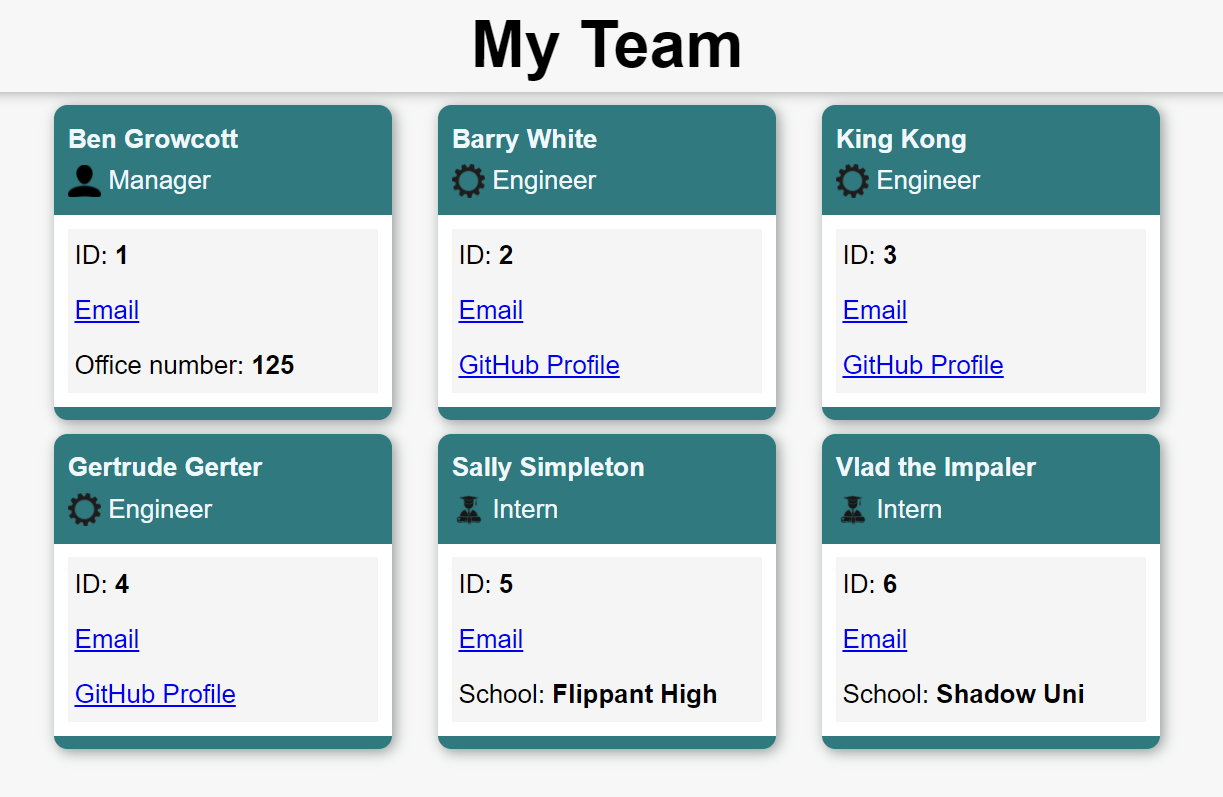 My Team
Ben Growcott
Manager
ID: 1
Email
Office number: 125
Barry White
Engineer
ID: 2
Email
GitHub Profile
King Kong
Engineer
ID: 3
Email
GitHub Profile
Gertrude Gerter
Engineer
ID: 4
Email
GitHub Profile
Sally Simpleton
Intern
ID: 5
Email
School: Flippant High
Vlad the Impaler
Intern
ID: 6
Email
School: Shadow Uni